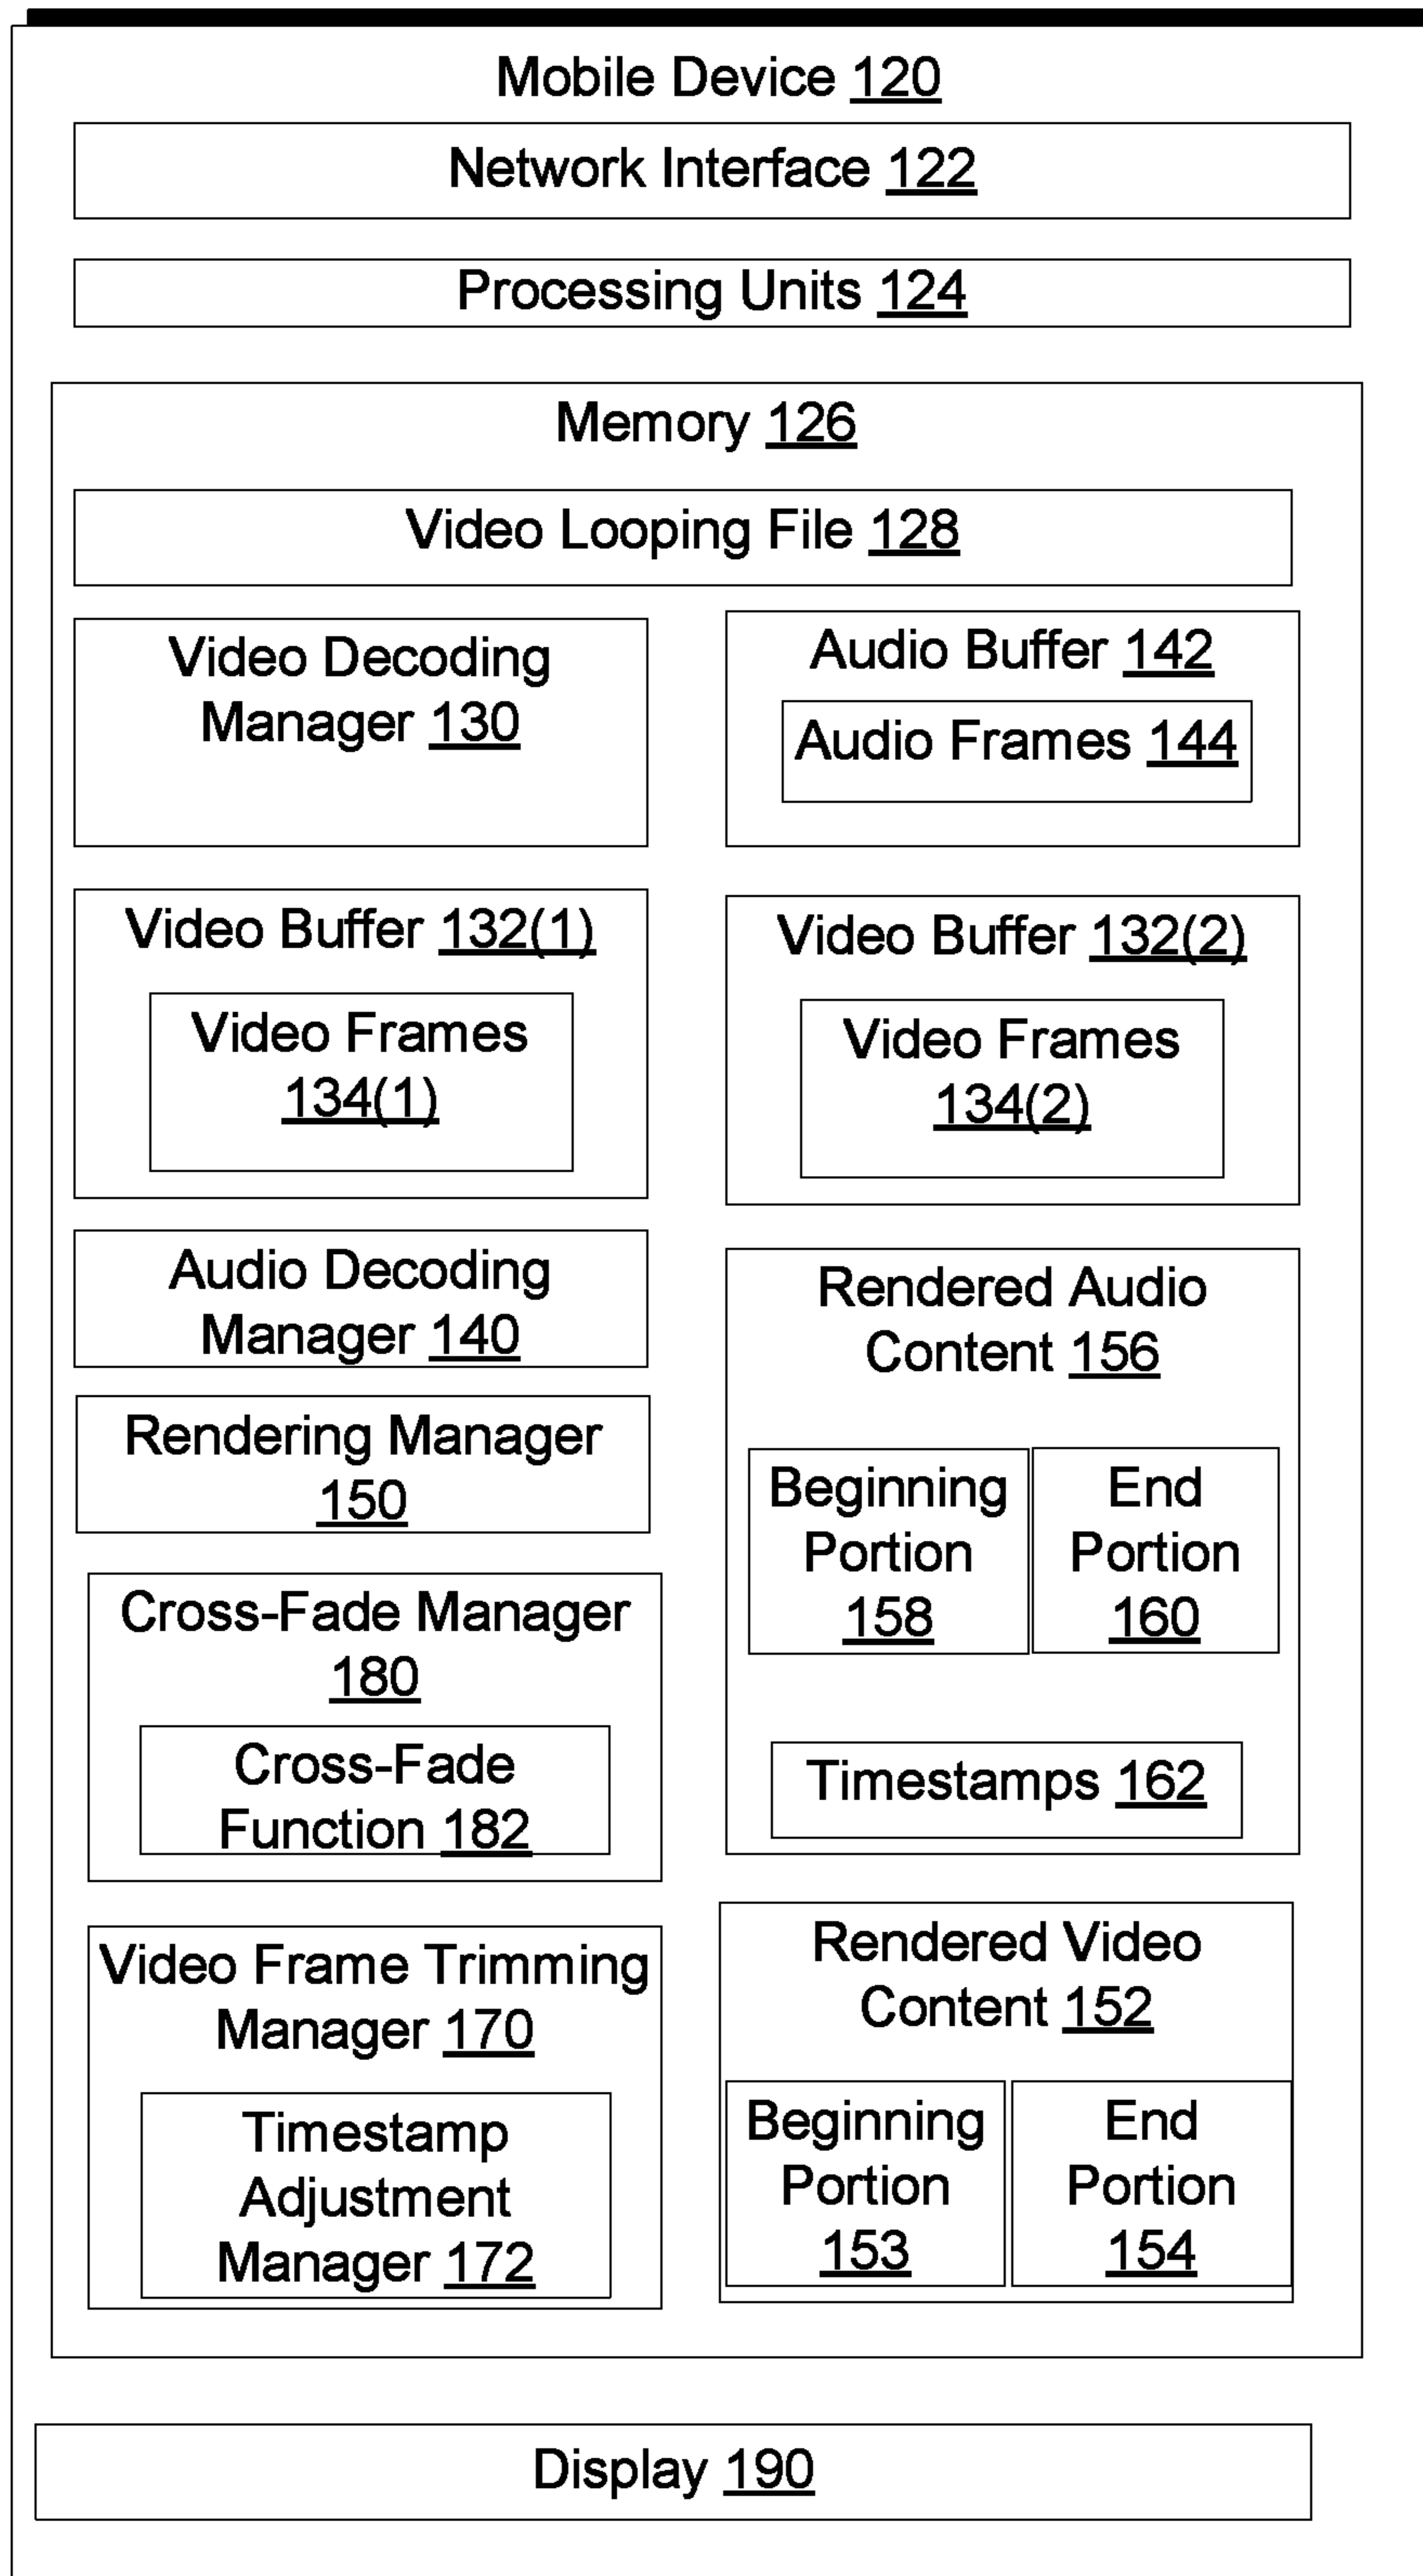 Mobile Device 120
Network Interface 122
Processing Units 124
Memory 126
Video Looping File 128
Video Decoding
Manager 130
Audio Buffer 142
Audio Frames 144
Video Buffer 132(1)
Video Frames
134(1)
Video Buffer 132(2)
Video Frames
134(2)
Audio Decoding
Manager 140
Rendering Manager
150
Cross-Fade Manager
180
Cross-Fade
Function 182
Video Frame Trimming
Manager 170
Timestamp
Adjustment
Manager 172
Rendered Audio
Content 156
Beginning
Portion
158
End
Portion
160
Timestamps 162
Rendered Video
Content 152
Beginning
Portion
153
End
Portion
154
Display 190